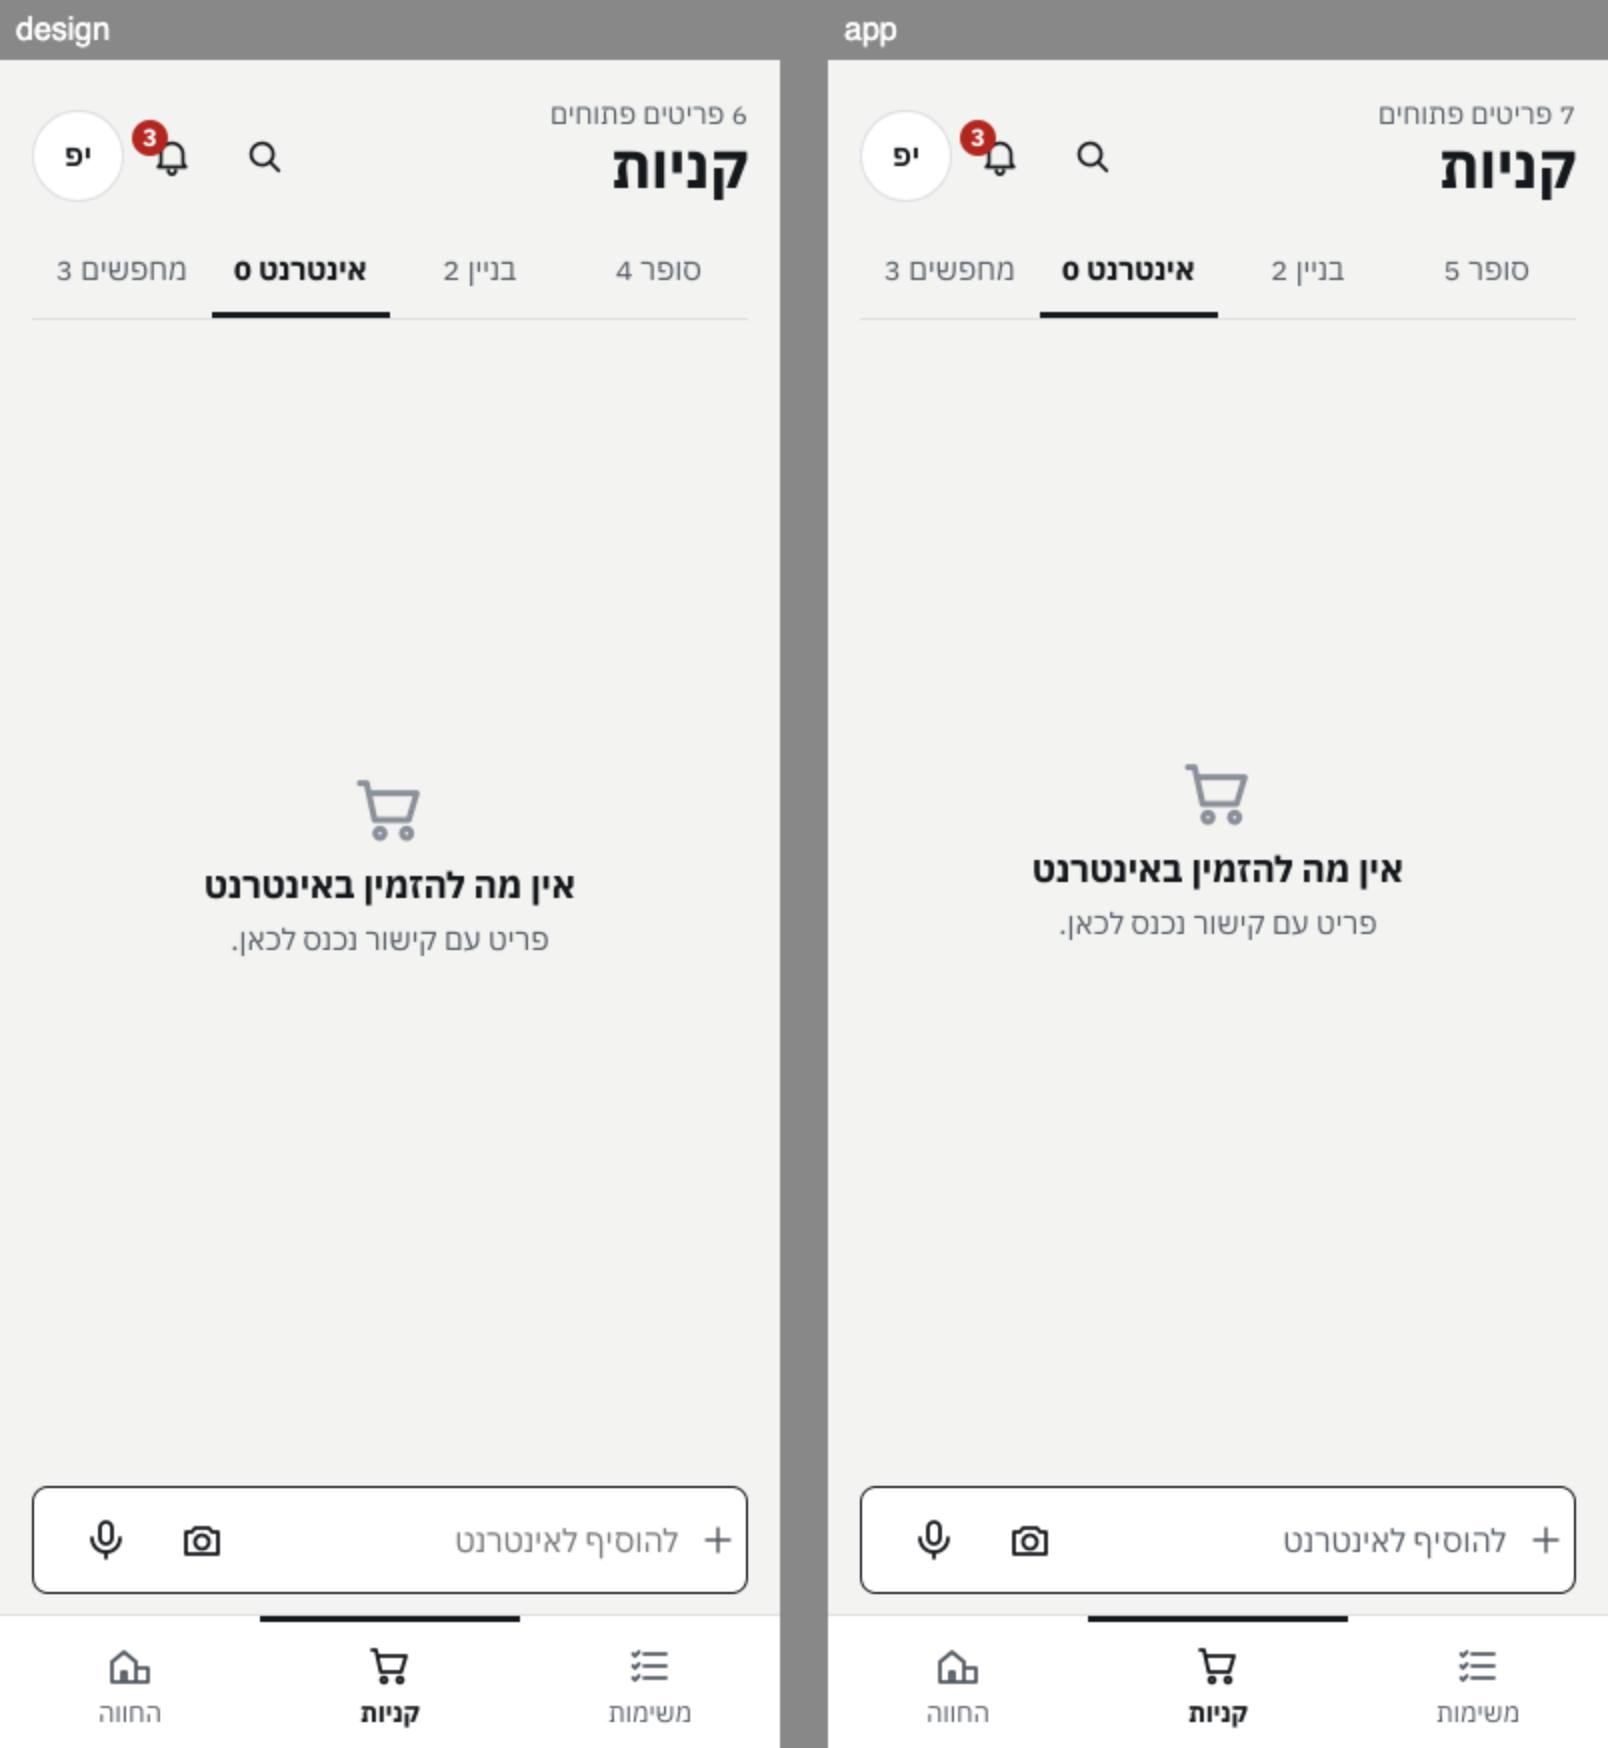 design
6 פריטים פתוחים
קניות
3
יפ
סופר 4
בניין 2
אינטרנט 0
מחפשים 3
אין מה להזמין באינטרנט
פריט עם קישור נכנס לכאן.
+ להוסיף לאינטרנט
משימות
קניות
החווה
app
7 פריטים פתוחים
קניות
3
יפ
סופר 5
בניין 2
אינטרנט 0
מחפשים 3
אין מה להזמין באינטרנט
פריט עם קישור נכנס לכאן.
+ להוסיף לאינטרנט
משימות
קניות
החווה